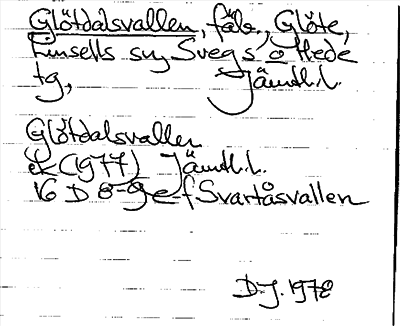 Glötdalsvallen, fäb., Glöte,
Linsells sn, Svegs o Hede
tg, Jämtl.l.
Glötdalsvallen
ek (1977) Jämtl.l.
16 D 8-9 e-f Svartåsvallen
D.J. 1978